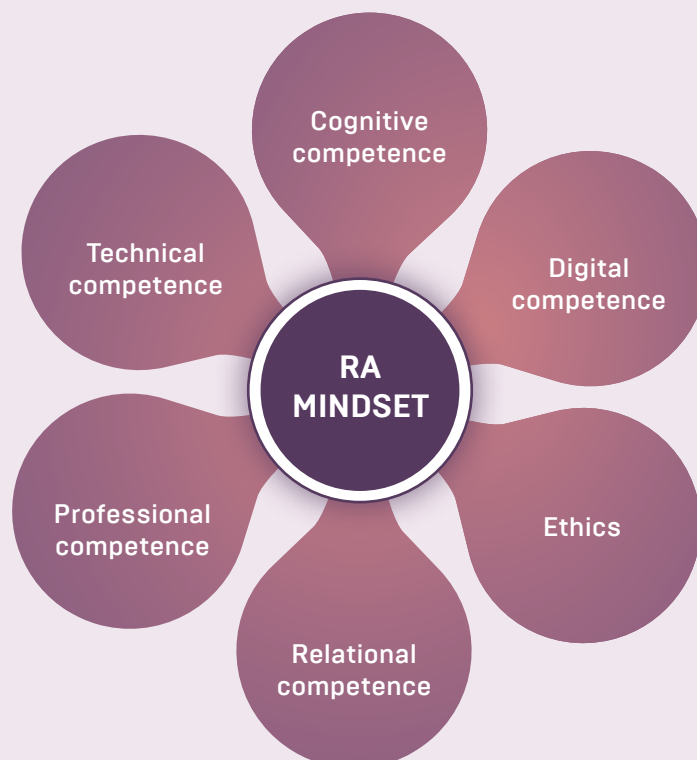 Cognitive
competence
Technical
competence
Digital
competence
RA
MINDSET
Professional
competence
Ethics
Relational
competence